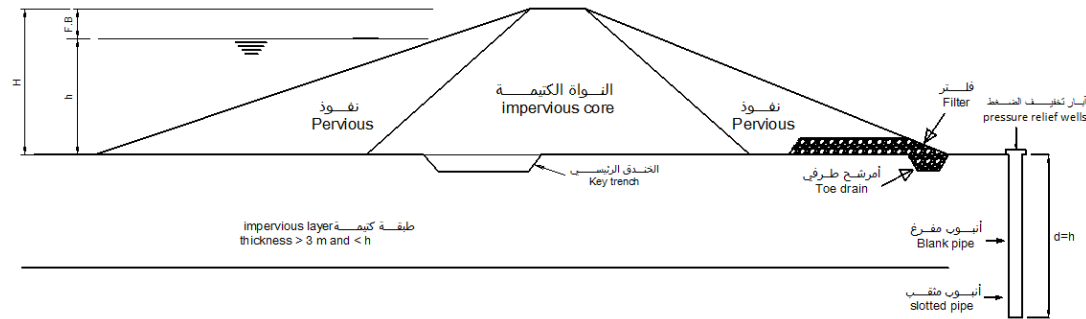 F.B
H
h
النواة الكتيمة
impervious core
نفوذ
Pervious
نفوذ
Pervious
فلتر
Filter
آبار تخفيف الضغط
pressure relief wells
الخندق الرئيسي
Key trench
أمرشح طرفي
Toe drain
impervious layer طبقة كتيمة
thickness > 3 m and < h
أنبوب مفرغ
Blank pipe
d=h
أنبوب مثقب
slotted pipe